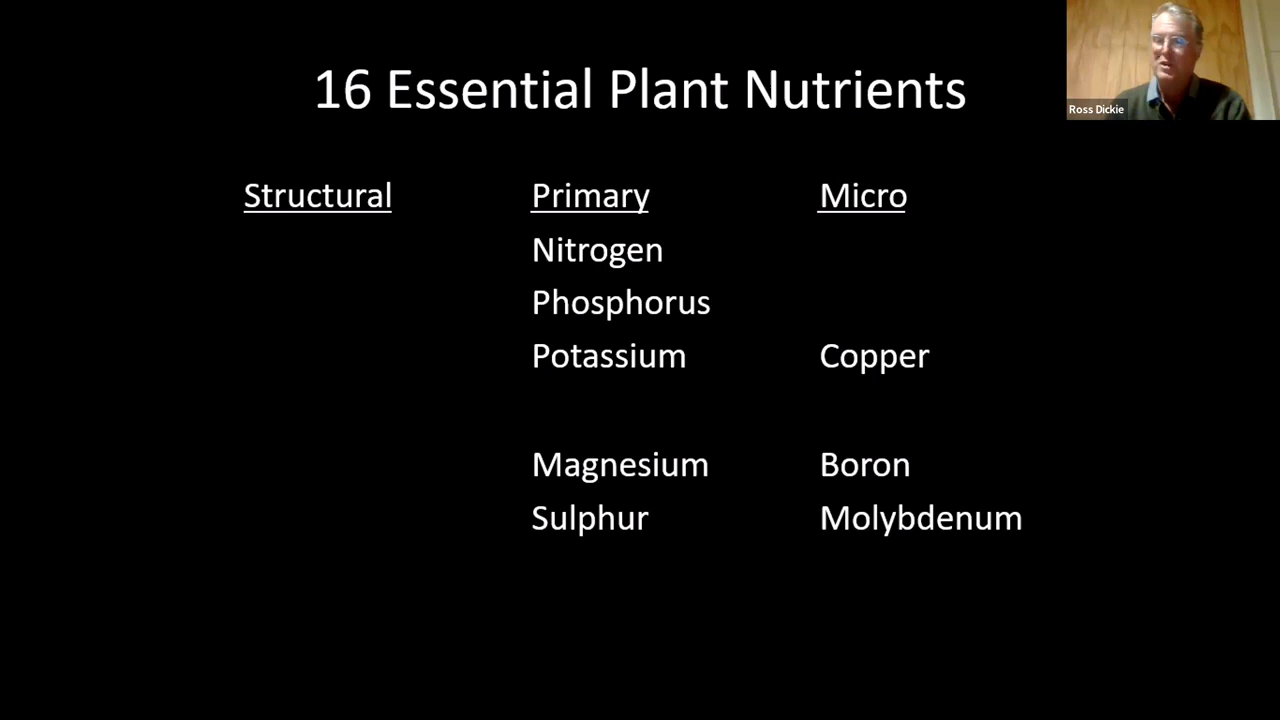 16 Essential Plant Nutrients
Ross Dickie
Structural Primary Micro
Nitrogen
Phosphorus
Potassium Copper
Magnesium Boron
Sulphur Molybdenum